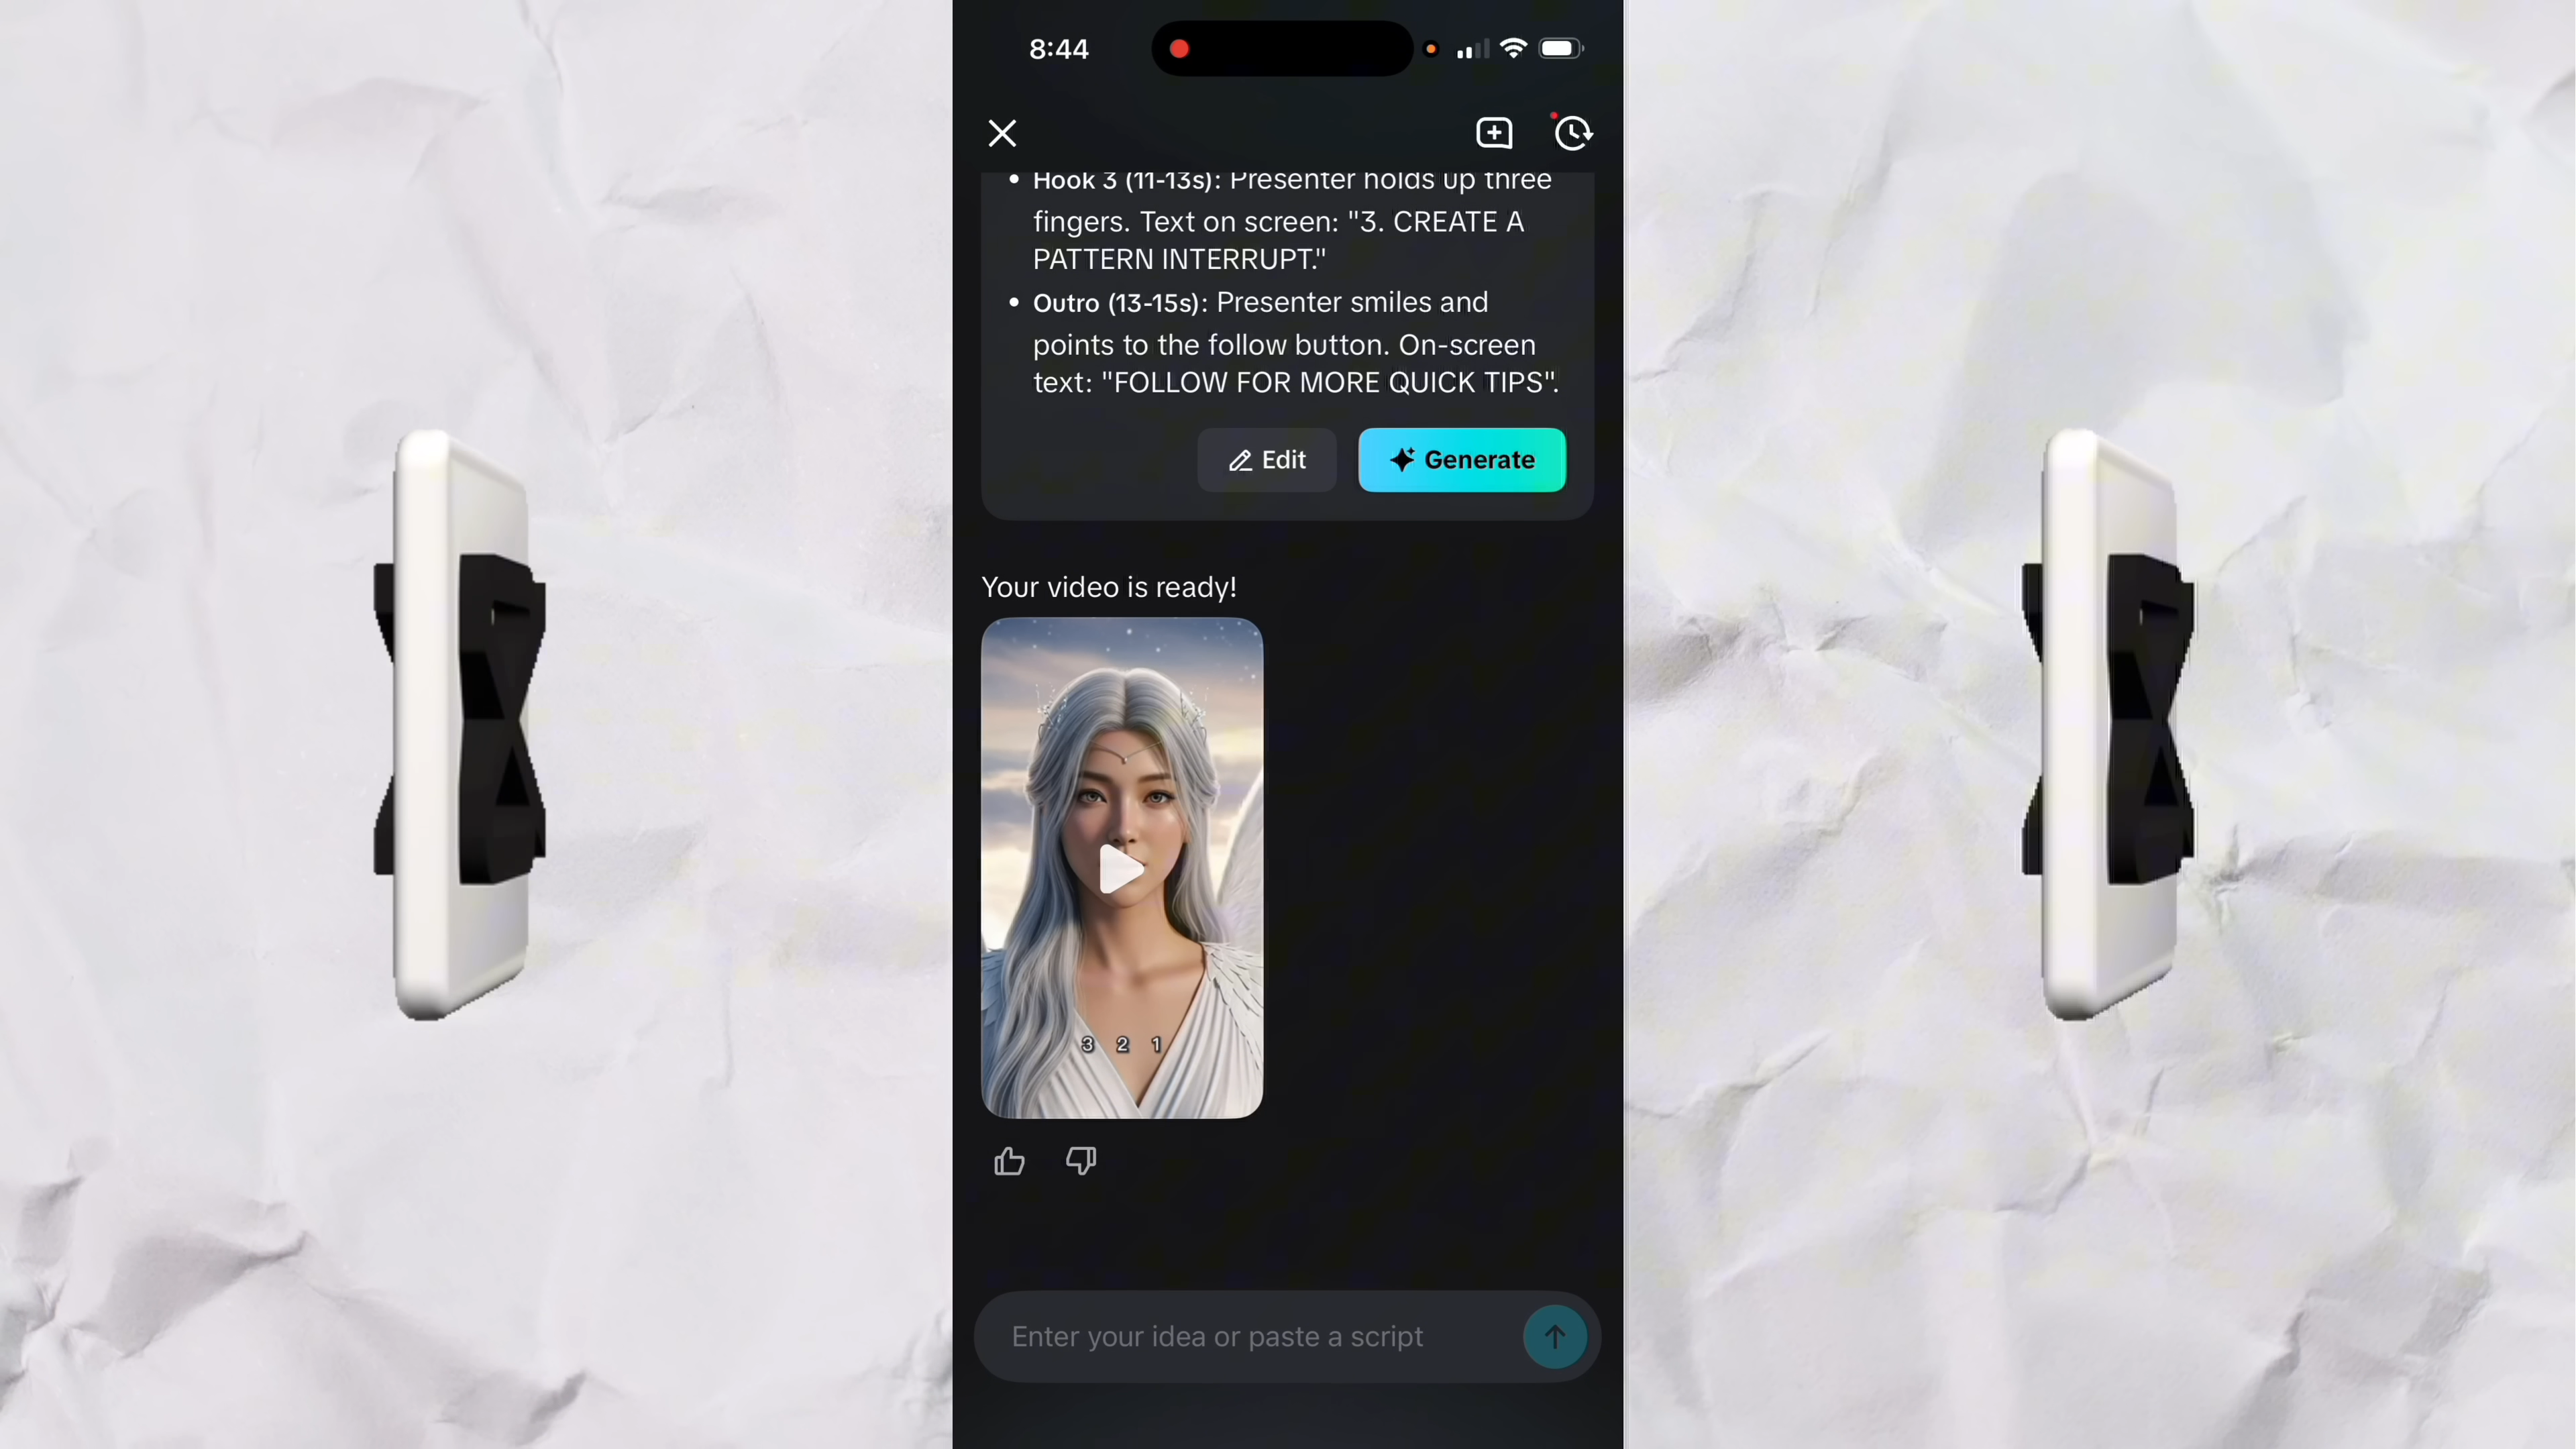 8:44
• Hook 3 (11-13s): Presenter holds up three
fingers. Text on screen: "3. CREATE A
PATTERN INTERRUPT."
• Outro (13-15s): Presenter smiles and
points to the follow button. On-screen
text: "FOLLOW FOR MORE QUICK TIPS".
Edit
Generate
Your video is ready!
3 2 1
Enter your idea or paste a script